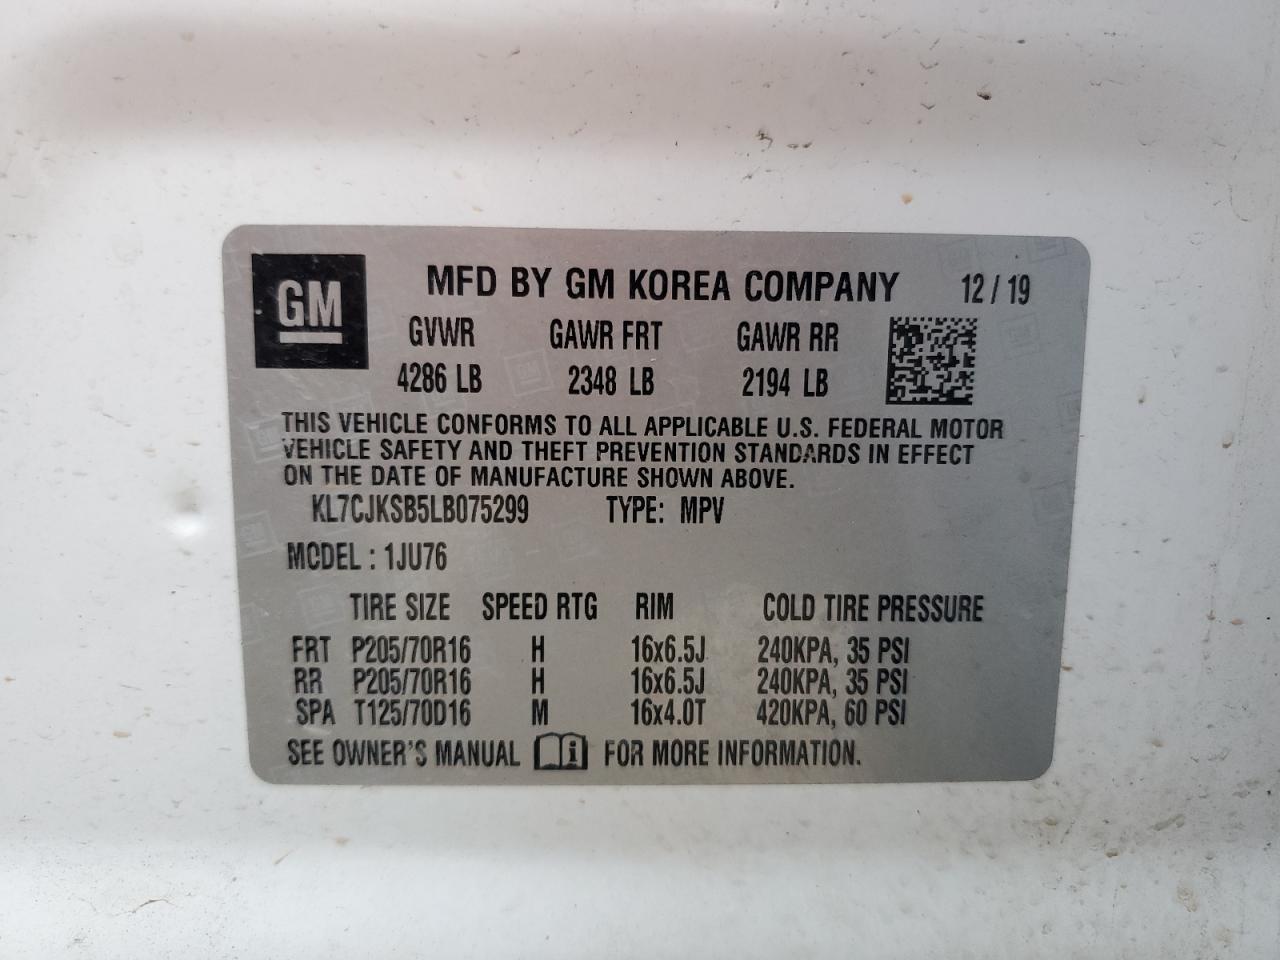 GM
MFD BY GM KOREA COMPANY 12/19
GVWR GAWR FRT GAWR RR
4286 LB 2348 LB 2194 LB
THIS VEHICLE CONFORMS TO ALL APPLICABLE U.S. FEDERAL MOTOR
VEHICLE SAFETY AND THEFT PREVENTION STANDARDS IN EFFECT
ON THE DATE OF MANUFACTURE SHOWN ABOVE.
KL7CJKSB5LB075299 TYPE: MPV
MODEL : 1JU76
TIRE SIZE SPEED RTG RIM COLD TIRE PRESSURE
FRT P205/70R16 H 16x6.5J 240KPA, 35 PSI
RR P205/70R16 H 16x6.5J 240KPA, 35 PSI
SPA T125/70D16 M 16x4.0T 420KPA, 60 PSI
SEE OWNER'S MANUAL i FOR MORE INFORMATION.